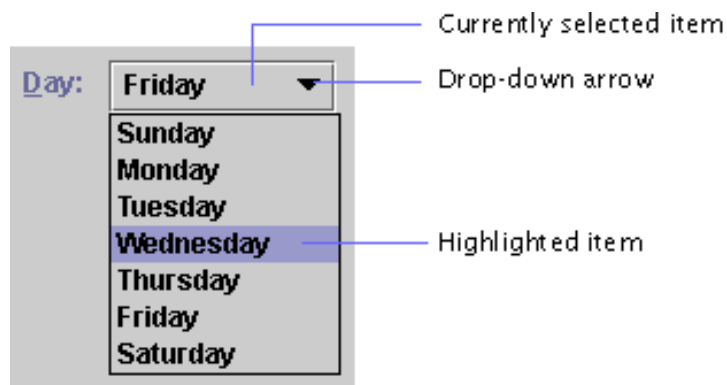 Currently selected item
Day: Friday
Drop-down arrow
Sunday
Monday
Tuesday
Wednesday
Highlighted item
Thursday
Friday
Saturday